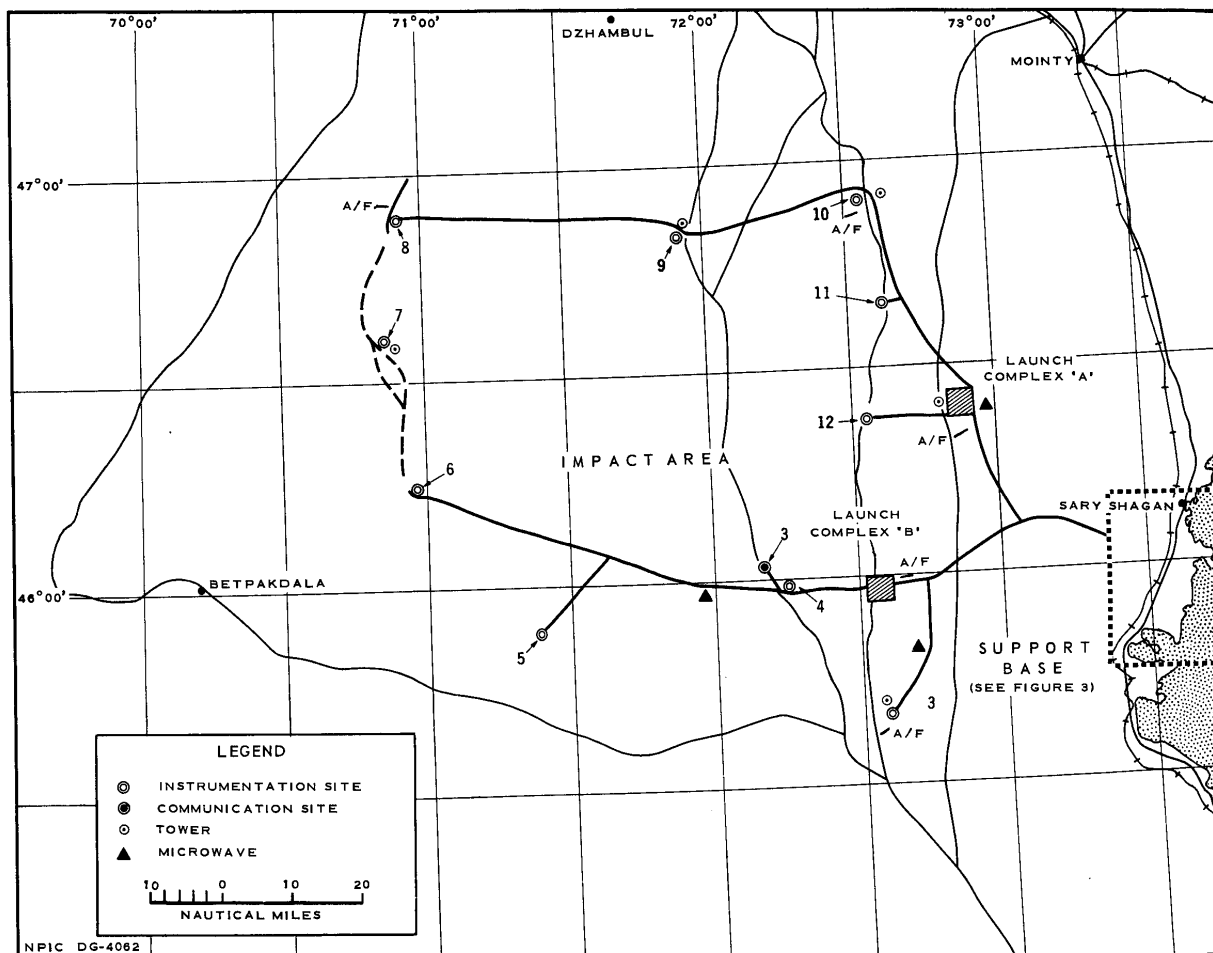 70°00'
71°00'
72°00'
73°00'
DZHAMBUL
MOINTY
47°00'
A/F
8
9
10
A/F
7
11
LAUNCH
COMPLEX 'A'
12
A/F
IMPACT AREA
6
SARY SHAGAN
LAUNCH
COMPLEX 'B'
3
A/F
BETPAKDALA
46°00'
4
5
SUPPORT
BASE
(SEE FIGURE 3)
3
A/F
LEGEND
INSTRUMENTATION SITE
COMMUNICATION SITE
TOWER
MICROWAVE
10 0 10 20
NAUTICAL MILES
NPIC DG-4062